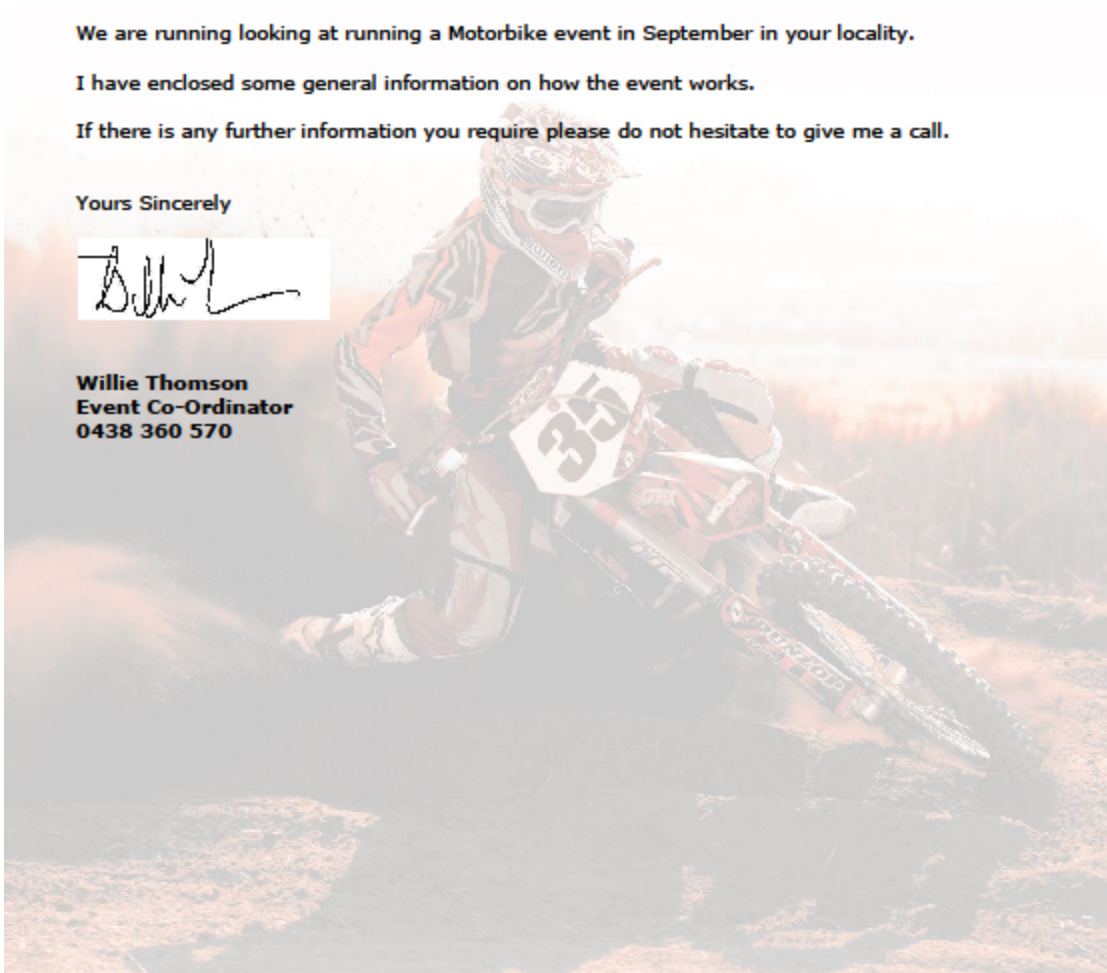 We are running looking at running a Motorbike event in September in your locality.
I have enclosed some general information on how the event works.
If there is any further information you require please do not hesitate to give me a call.
Yours Sincerely
Willie Thomson
Event Co-Ordinator
0438 360 570
35
DUNLOP